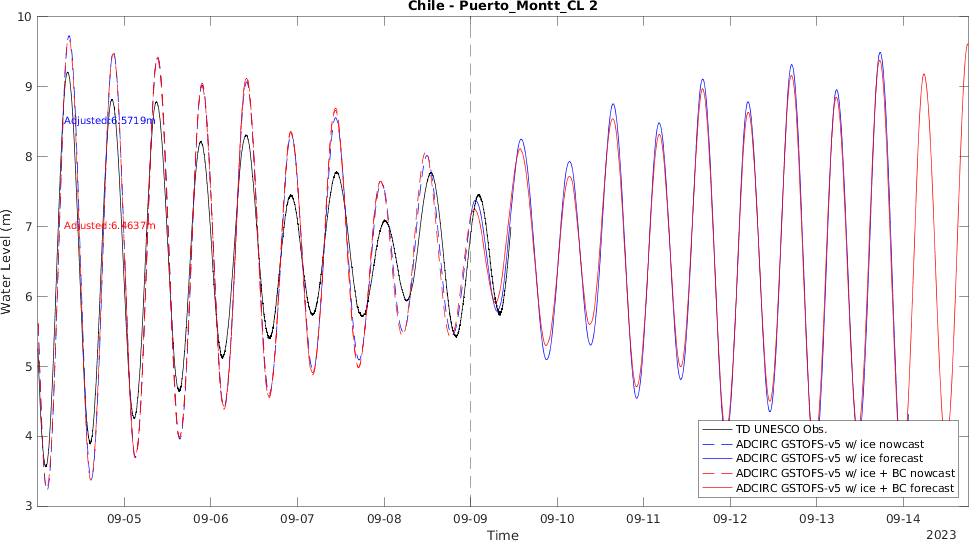 Chile - Puerto_Montt_CL 2
Water Level (m)
10
9
8
7
6
5
4
3
Adjusted:6.5719m
Adjusted:6.4637m
TD UNESCO Obs.
ADCIRC GSTOFS-v5 w/ ice nowcast
ADCIRC GSTOFS-v5 w/ ice forecast
ADCIRC GSTOFS-v5 w/ ice + BC nowcast
ADCIRC GSTOFS-v5 w/ ice + BC forecast
09-05 09-06 09-07 09-08 09-09 09-10 09-11 09-12 09-13 09-14
Time
2023